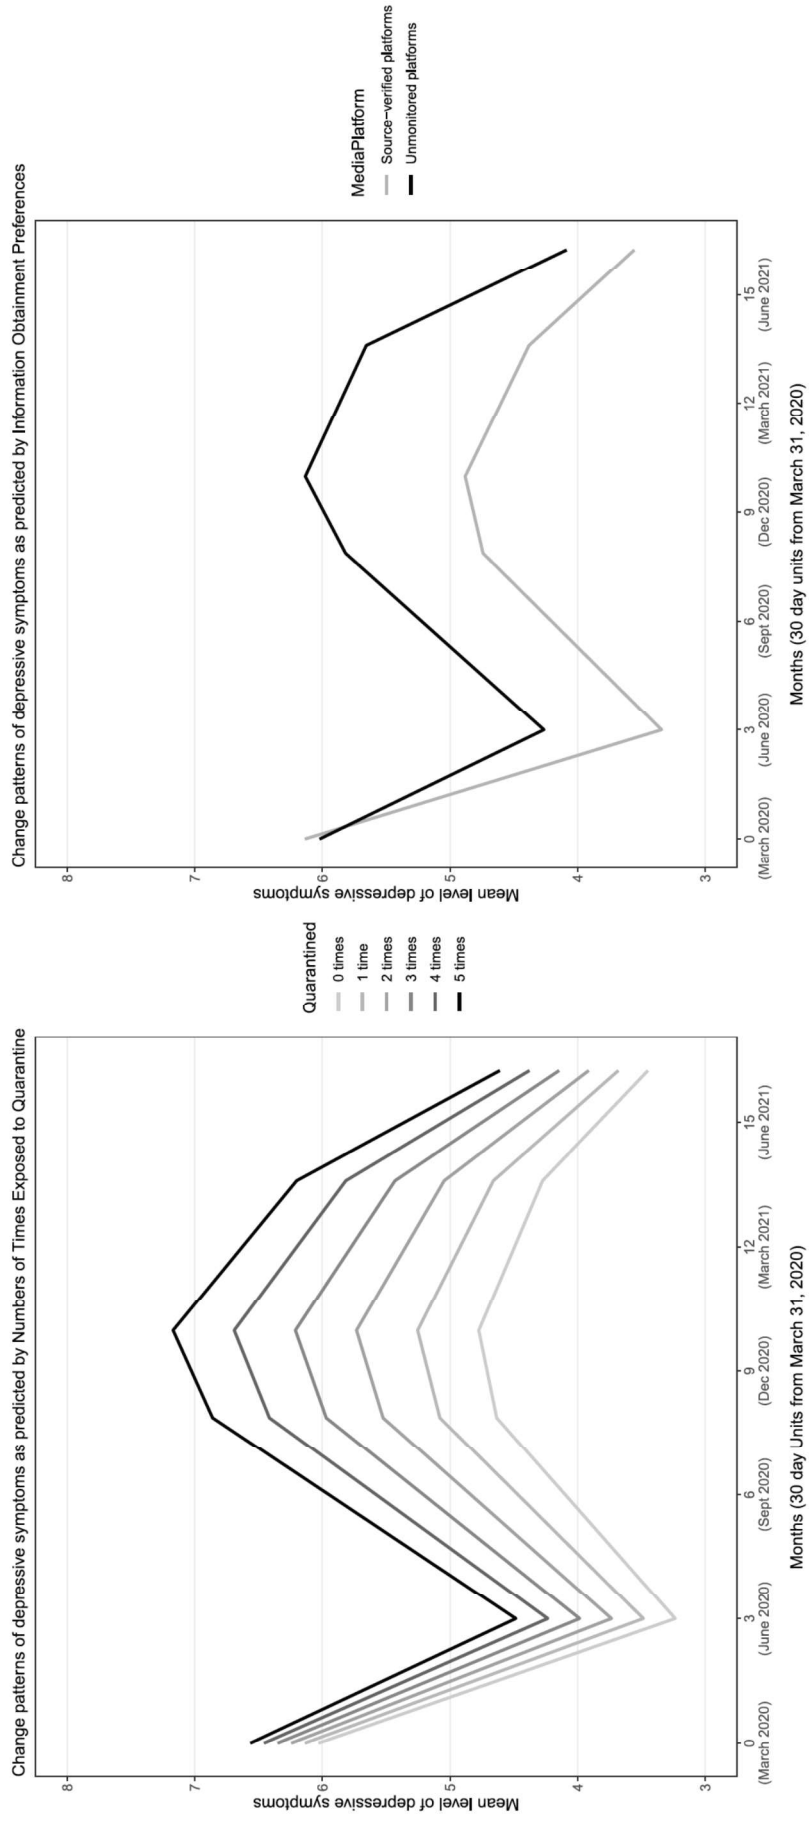 Change patterns of depressive symptoms as predicted by Numbers of Times Exposed to Quarantine
Mean level of depressive symptoms
8
7
6
5
4
3
0
(March 2020)
3
(June 2020)
6
(Sept 2020)
9
(Dec 2020)
12
(March 2021)
15
(June 2021)
Months (30 day Units from March 31, 2020)
Quarantined
0 times
1 time
2 times
3 times
4 times
5 times
Change patterns of depressive symptoms as predicted by Information Obtainment Preferences
Mean level of depressive symptoms
8
7
6
5
4
3
0
(March 2020)
3
(June 2020)
6
(Sept 2020)
9
(Dec 2020)
12
(March 2021)
15
(June 2021)
Months (30 day units from March 31, 2020)
MediaPlatform
Source−verified platforms
Unmonitored platforms